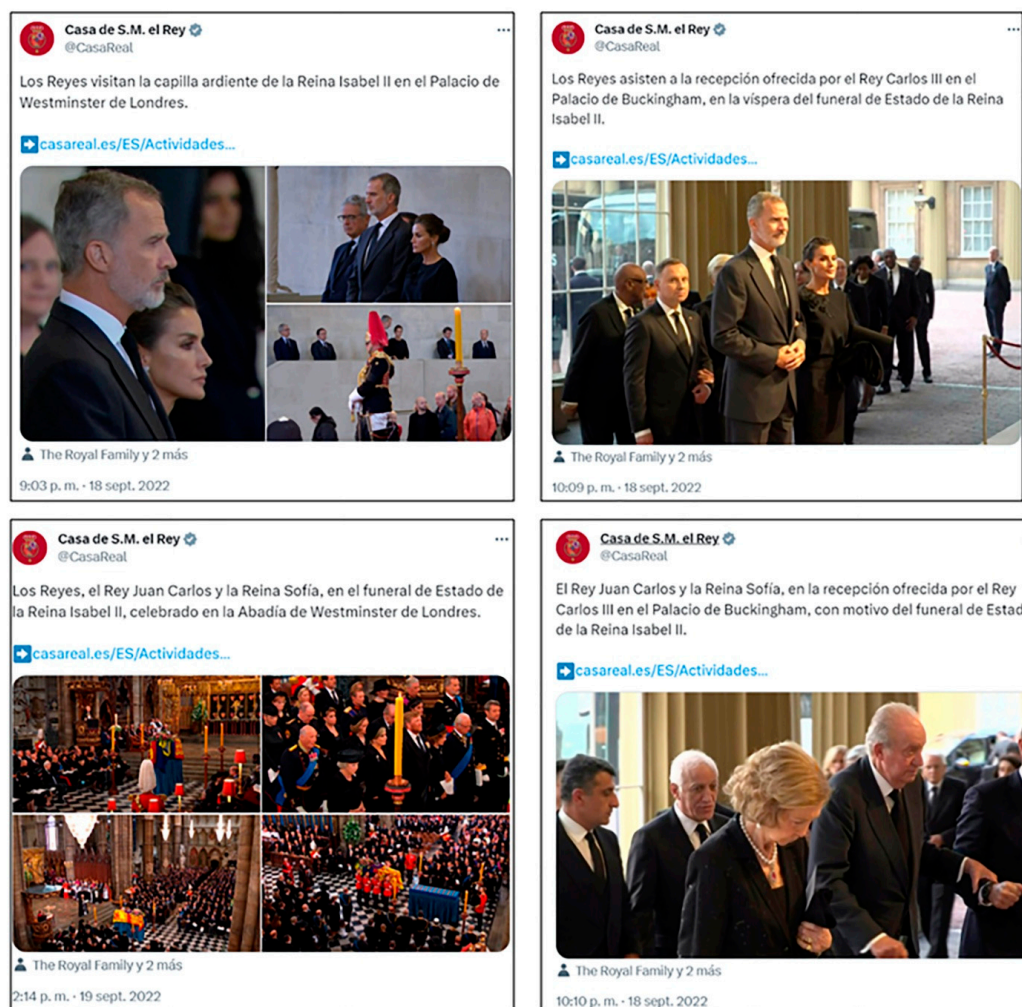 Casa de S.M. el Rey
@CasaReal
Los Reyes visitan la capilla ardiente de la Reina Isabel II en el Palacio de
Westminster de Londres.
casareal.es/ES/Actividades...
The Royal Family y 2 más
9:03 p. m. · 18 sept. 2022
Casa de S.M. el Rey
@CasaReal
Los Reyes asisten a la recepción ofrecida por el Rey Carlos III en el
Palacio de Buckingham, en la víspera del funeral de Estado de la Reina
Isabel II.
casareal.es/ES/Actividades...
The Royal Family y 2 más
10:09 p. m. · 18 sept. 2022
Casa de S.M. el Rey
@CasaReal
Los Reyes, el Rey Juan Carlos y la Reina Sofía, en el funeral de Estado de
la Reina Isabel II, celebrado en la Abadía de Westminster de Londres.
casareal.es/ES/Actividades...
The Royal Family y 2 más
2:14 p. m. · 19 sept. 2022
Casa de S.M. el Rey
@CasaReal
El Rey Juan Carlos y la Reina Sofía, en la recepción ofrecida por el Rey
Carlos III en el Palacio de Buckingham, con motivo del funeral de Estad
de la Reina Isabel II.
casareal.es/ES/Actividades...
The Royal Family y 2 más
10:10 p. m. · 18 sept. 2022